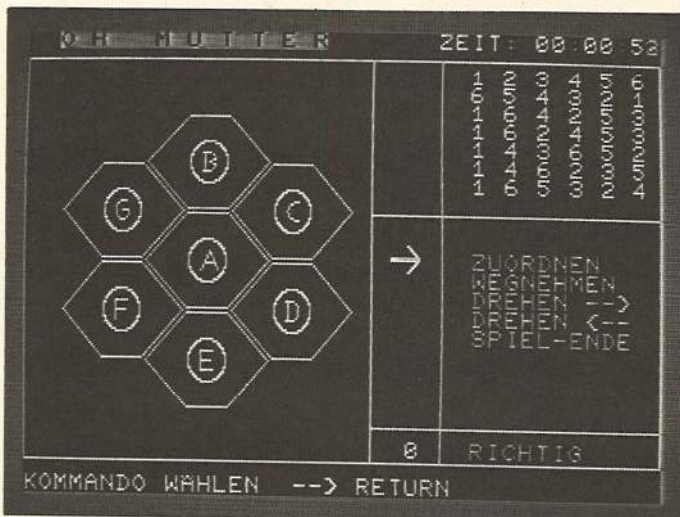 OH MUTTER
ZEIT: 00:00:52
1 2 3 4 5 6
6 5 4 3 2 1
1 6 4 2 5 3
1 6 2 4 5 3
1 4 3 6 5 2
1 4 6 2 3 5
1 6 5 3 2 4
B
G
C
A
F
D
E
→
ZUORDNEN
WEGNEHMEN
DREHEN -->
DREHEN <--
SPIEL-ENDE
0 RICHTIG
KOMMANDO WAHLEN --> RETURN